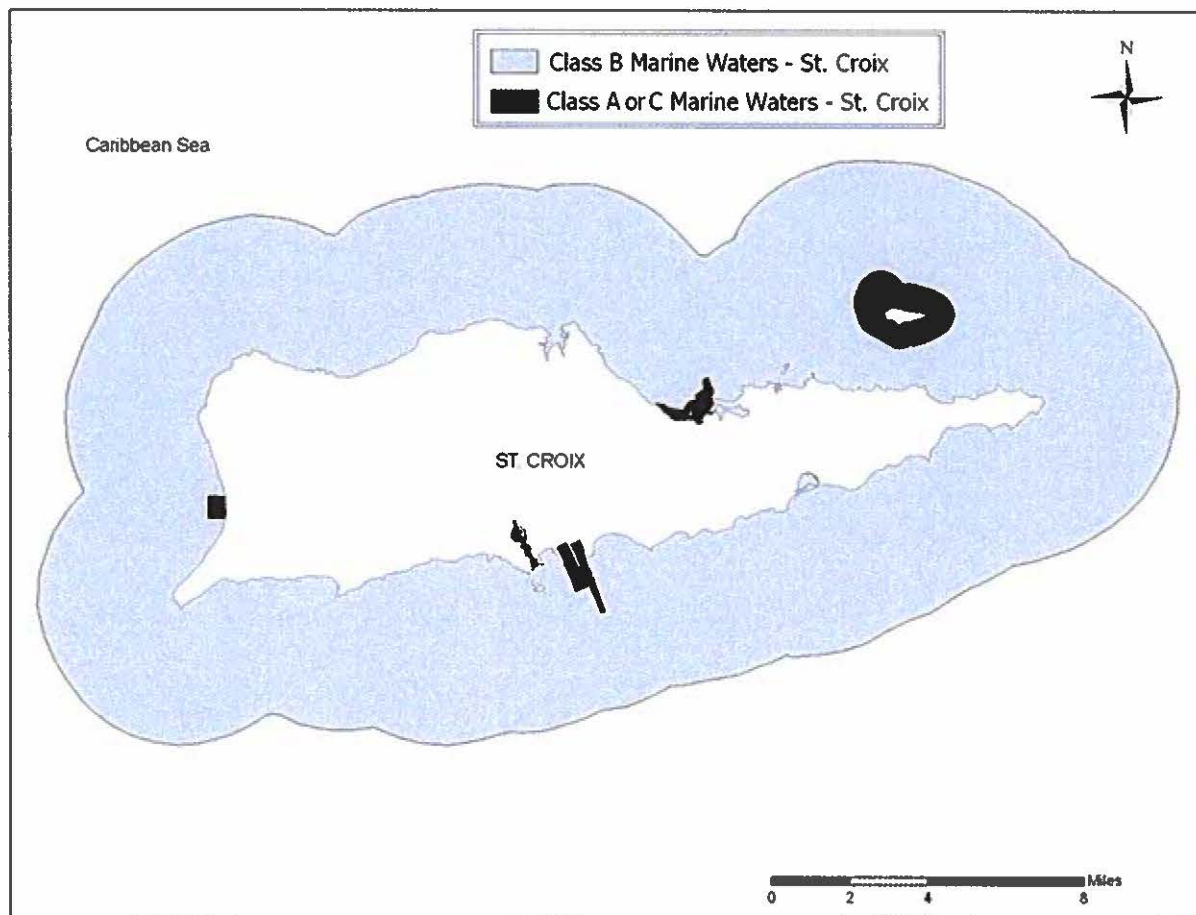 Class B Marine Waters - St. Croix
Class A or C Marine Waters - St. Croix
N
Caribbean Sea
ST. CROIX
Miles
0 2 4 8